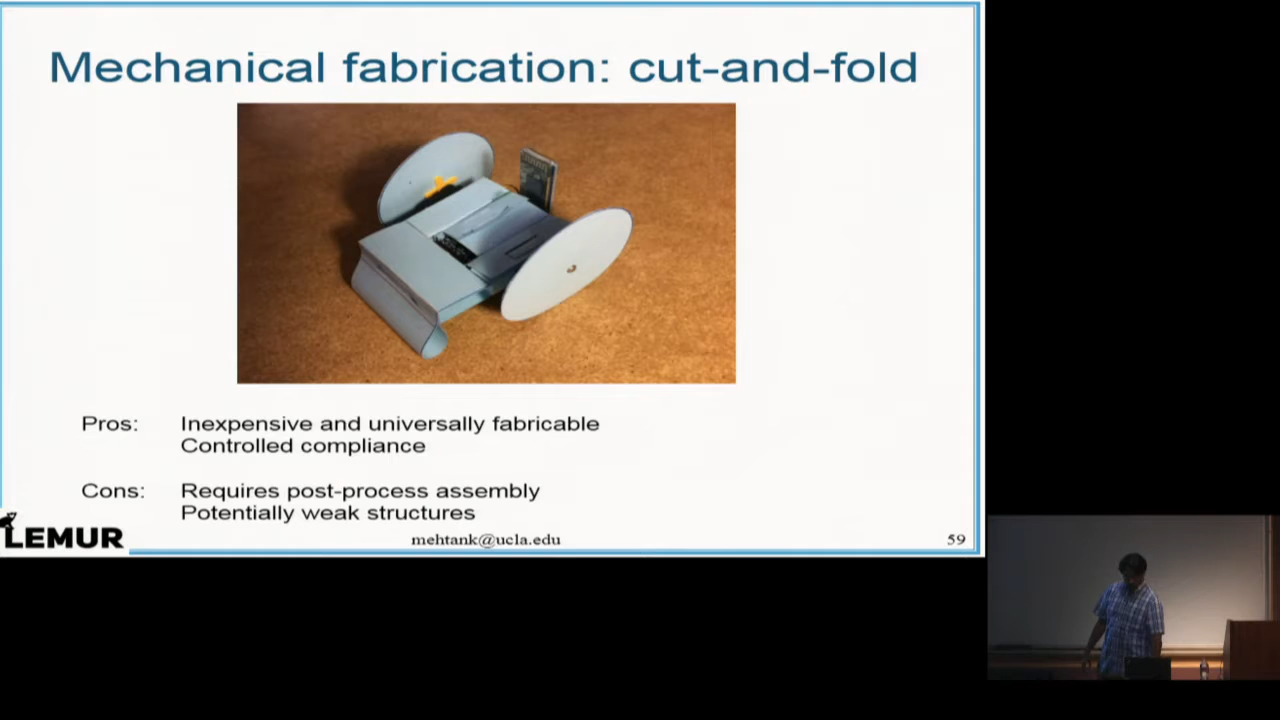 Mechanical fabrication: cut-and-fold
Pros: Inexpensive and universally fabricable
Controlled compliance
Cons: Requires post-process assembly
Potentially weak structures
LEMUR
mehtank@ucla.edu
59